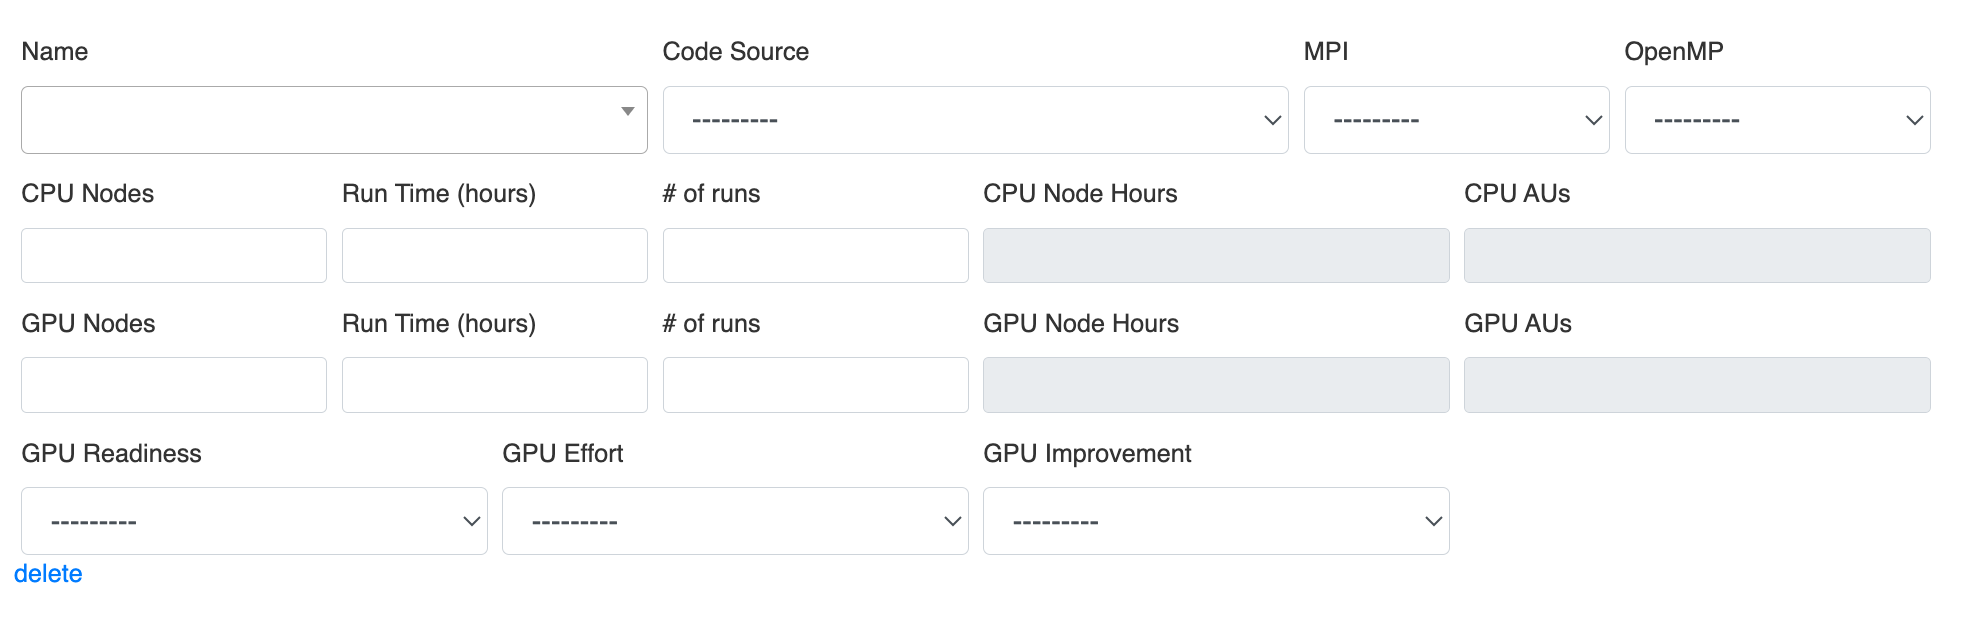 Name Code Source MPI OpenMP
--------- --------- ---------
CPU Nodes Run Time (hours) # of runs CPU Node Hours CPU AUs
GPU Nodes Run Time (hours) # of runs GPU Node Hours GPU AUs
GPU Readiness GPU Effort GPU Improvement
--------- --------- ---------
delete